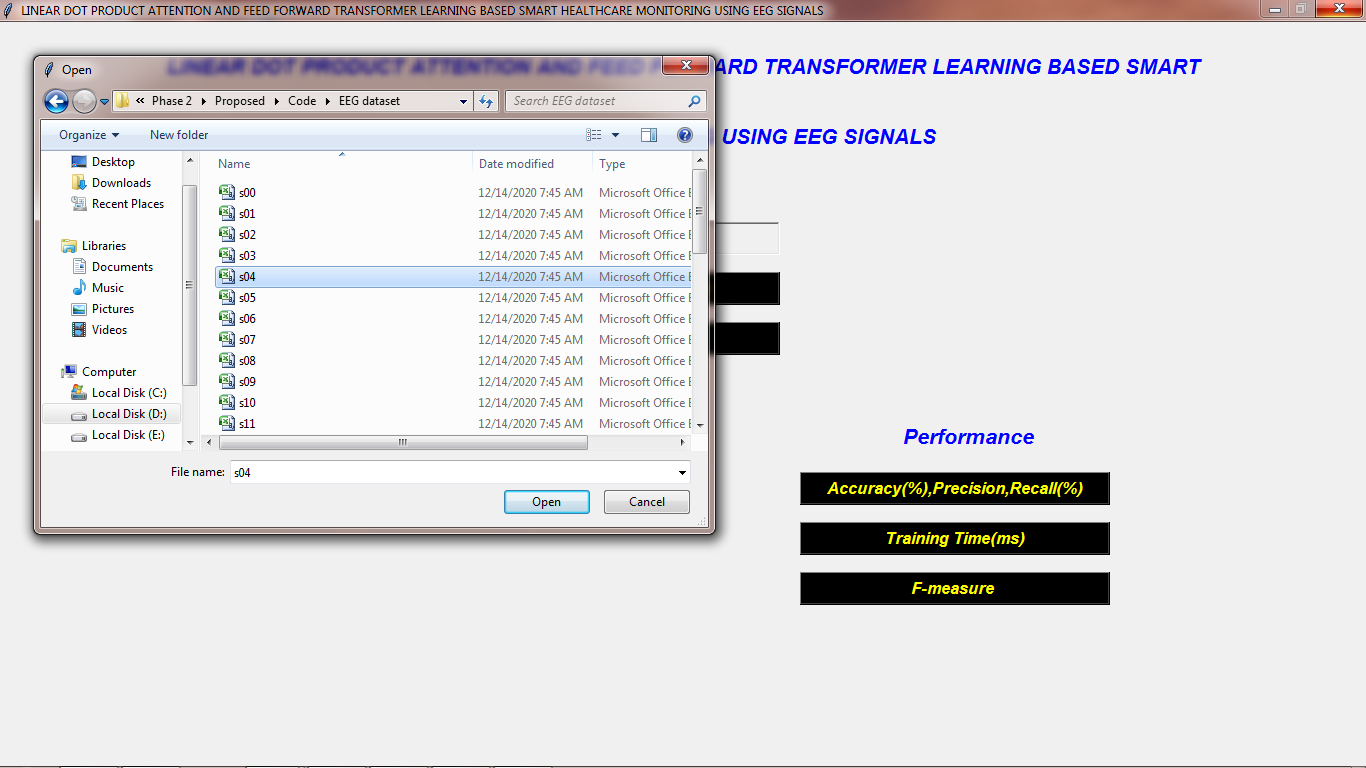 LINEAR DOT PRODUCT ATTENTION AND FEED FORWARD TRANSFORMER LEARNING BASED SMART HEALTHCARE MONITORING USING EEG SIGNALS
LINEAR DOT PRODUCT ATTENTION AND FEED F ARD TRANSFORMER LEARNING BASED SMART
USING EEG SIGNALS
Open
« Phase 2 Proposed Code EEG dataset
Search EEG dataset
Organize New folder
Name Date modified Type
Desktop
Downloads
Recent Places
Libraries
Documents
Music
Pictures
Videos
Computer
Local Disk (C:)
Local Disk (D:)
Local Disk (E:)
s00 12/14/2020 7:45 AM Microsoft Office E
s01 12/14/2020 7:45 AM Microsoft Office E
s02 12/14/2020 7:45 AM Microsoft Office E
s03 12/14/2020 7:45 AM Microsoft Office E
s04 12/14/2020 7:45 AM Microsoft Office E
s05 12/14/2020 7:45 AM Microsoft Office E
s06 12/14/2020 7:45 AM Microsoft Office E
s07 12/14/2020 7:45 AM Microsoft Office E
s08 12/14/2020 7:45 AM Microsoft Office E
s09 12/14/2020 7:45 AM Microsoft Office E
s10 12/14/2020 7:45 AM Microsoft Office E
s11 12/14/2020 7:45 AM Microsoft Office E
File name: s04
Open Cancel
Performance
Accuracy(%),Precision,Recall(%)
Training Time(ms)
F-measure